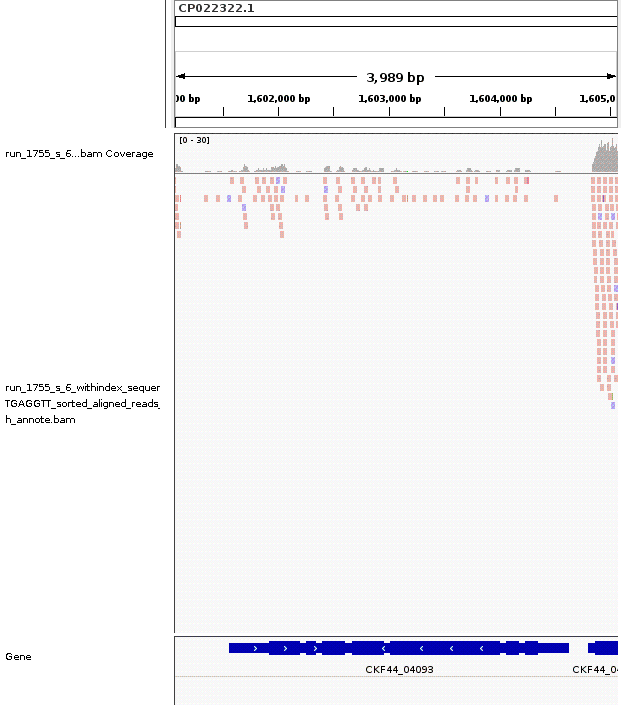 CP022322.1
3,989 bp
00 bp 1,602,000 bp 1,603,000 bp 1,604,000 bp 1,605,0
[0 - 30]
run_1755_s_6...bam Coverage
run_1755_s_6_withindex_sequer
TGAGGTT_sorted_aligned_reads_
h_annote.bam
Gene
CKF44_04093 CKF44_04